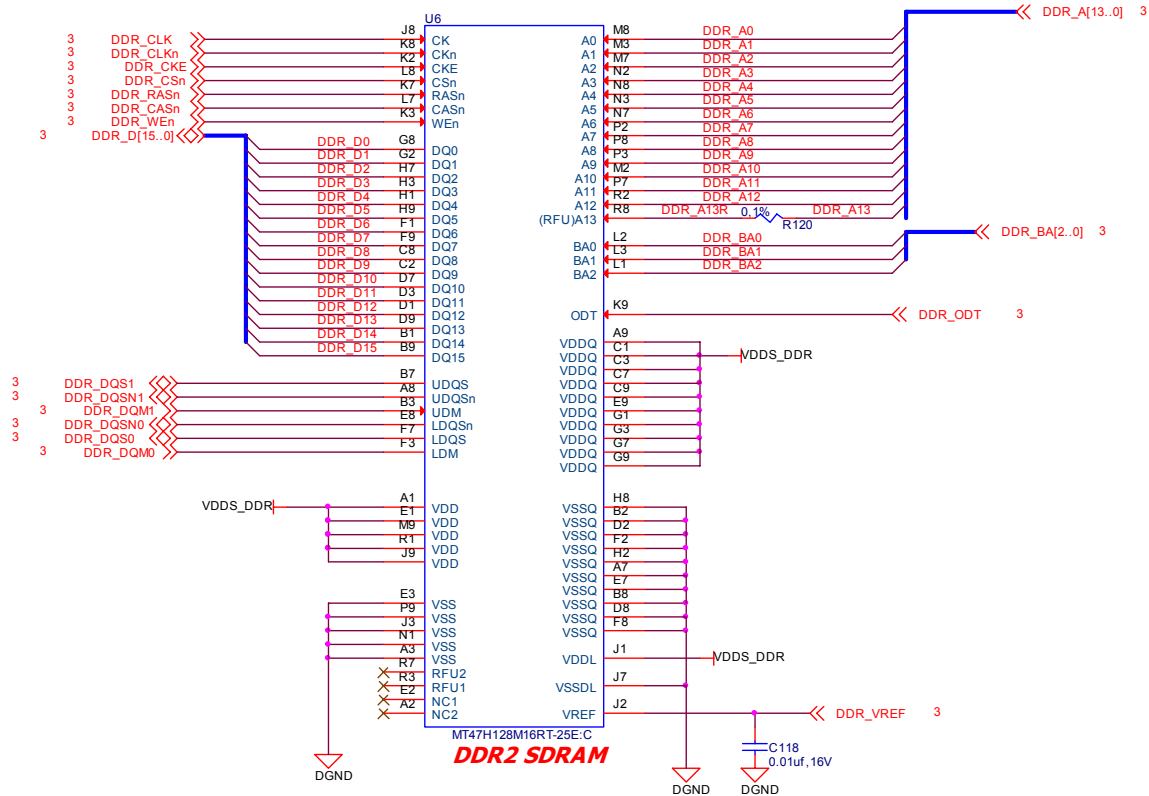 U6
3 DDR_CLK J8 CK
3 DDR_CLKn K8 CKn
3 DDR_CKE K2 CKE
3 DDR_CSn L8 CSn
3 DDR_RASn K7 RASn
3 DDR_CASn L7 CASn
3 DDR_WEn K3 WEn
3 DDR_D[15..0]
DDR_D0 G8 DQ0
DDR_D1 G2 DQ1
DDR_D2 H7 DQ2
DDR_D3 H3 DQ3
DDR_D4 H1 DQ4
DDR_D5 H9 DQ5
DDR_D6 F1 DQ6
DDR_D7 F9 DQ7
DDR_D8 C8 DQ8
DDR_D9 C2 DQ9
DDR_D10 D7 DQ10
DDR_D11 D3 DQ11
DDR_D12 D1 DQ12
DDR_D13 D9 DQ13
DDR_D14 B1 DQ14
DDR_D15 B9 DQ15
3 DDR_DQS1 B7 UDQS
3 DDR_DQSN1 A8 UDQSn
3 DDR_DQM1 B3 UDM
3 DDR_DQSN0 E8 LDQSn
3 DDR_DQS0 F7 LDQS
3 DDR_DQM0 F3 LDM
VDDS_DDR A1 VDD
E1 VDD
M9 VDD
R1 VDD
J9 VDD
E3 VSS
P9 VSS
J3 VSS
N1 VSS
A3 VSS
R7 RFU2
R3 RFU1
E2 NC1
A2 NC2
DGND
DDR_A[13..0] 3
A0 M8 DDR_A0
A1 M3 DDR_A1
A2 M7 DDR_A2
A3 N2 DDR_A3
A4 N8 DDR_A4
A5 N3 DDR_A5
A6 N7 DDR_A6
A7 P2 DDR_A7
A8 P8 DDR_A8
A9 P3 DDR_A9
A10 M2 DDR_A10
A11 P7 DDR_A11
A12 R2 DDR_A12
(RFU)A13 R8 DDR_A13R 0,1% R120 DDR_A13
DDR_BA[2..0] 3
BA0 L2 DDR_BA0
BA1 L3 DDR_BA1
BA2 L1 DDR_BA2
ODT K9 DDR_ODT 3
VDDQ A9
VDDQ C1 VDDS_DDR
VDDQ C3
VDDQ C7
VDDQ C9
VDDQ E9
VDDQ G1
VDDQ G3
VDDQ G7
VDDQ G9
VSSQ H8
VSSQ B2
VSSQ D2
VSSQ F2
VSSQ H2
VSSQ A7
VSSQ E7
VSSQ B8
VSSQ D8
VSSQ F8
VDDL J1 VDDS_DDR
VSSDL J7
VREF J2 DDR_VREF 3
MT47H128M16RT-25E:C
DDR2 SDRAM
C118
0.01uf,16V
DGND
DGND